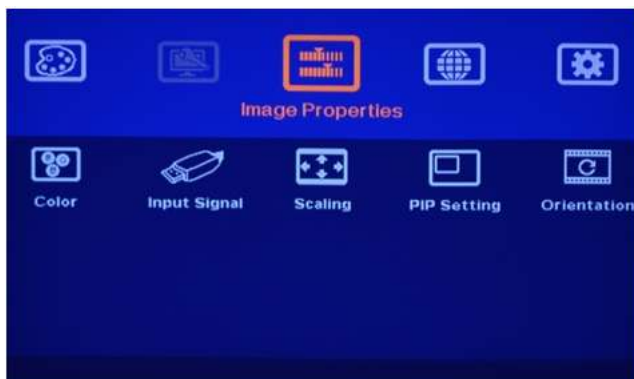 Image Properties
Color Input Signal Scaling PIP Setting Orientation